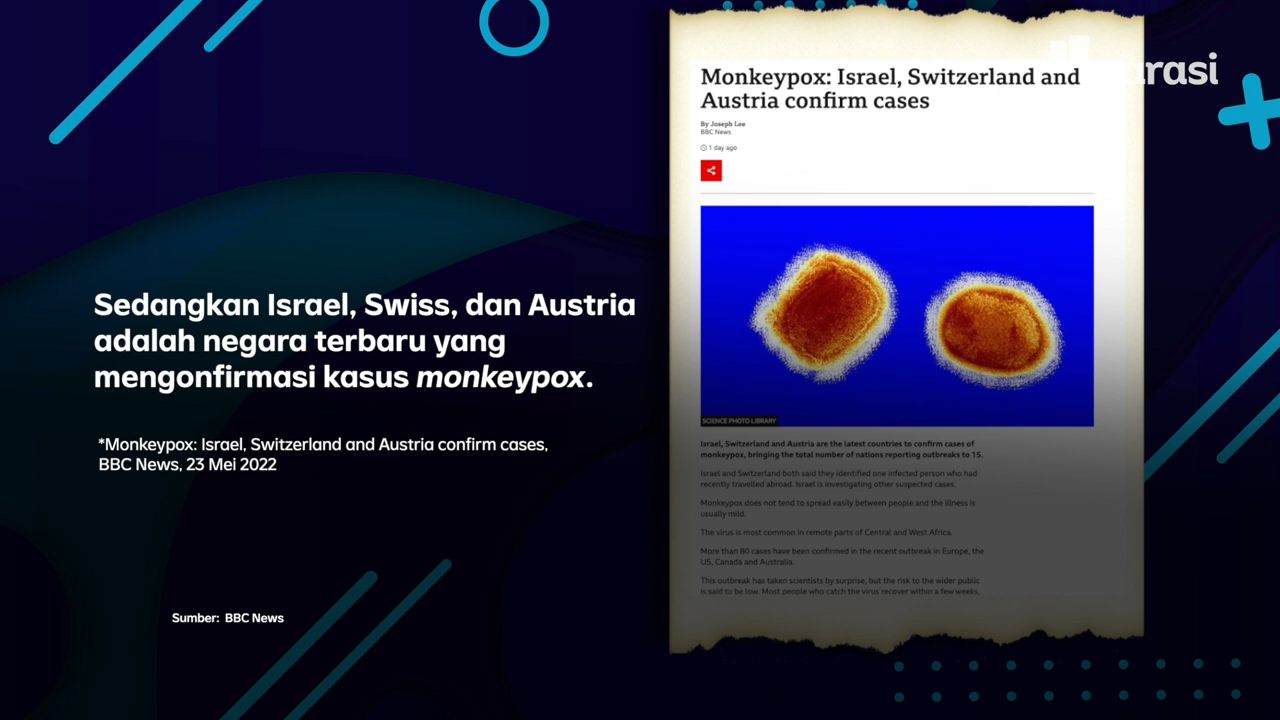 Sedangkan Israel, Swiss, dan Austria
adalah negara terbaru yang
mengonfirmasi kasus monkeypox.
*Monkeypox: Israel, Switzerland and Austria confirm cases,
BBC News, 23 Mei 2022
Sumber: BBC News
Monkeypox: Israel, Switzerland and
Austria confirm cases
By Joseph Lee
BBC News
1 day ago
SCIENCE PHOTO LIBRARY
Israel, Switzerland and Austria are the latest countries to confirm cases of
monkeypox, bringing the total number of nations reporting outbreaks to 15.
Israel and Switzerland both said they identified one infected person who had
recently travelled abroad. Israel is investigating other suspected cases.
Monkeypox does not tend to spread easily between people and the illness is
usually mild.
The virus is most common in remote parts of Central and West Africa.
More than 80 cases have been confirmed in the recent outbreak in Europe, the
US, Canada and Australia.
This outbreak has taken scientists by surprise, but the risk to the wider public
is said to be low. Most people who catch the virus recover within a few weeks,